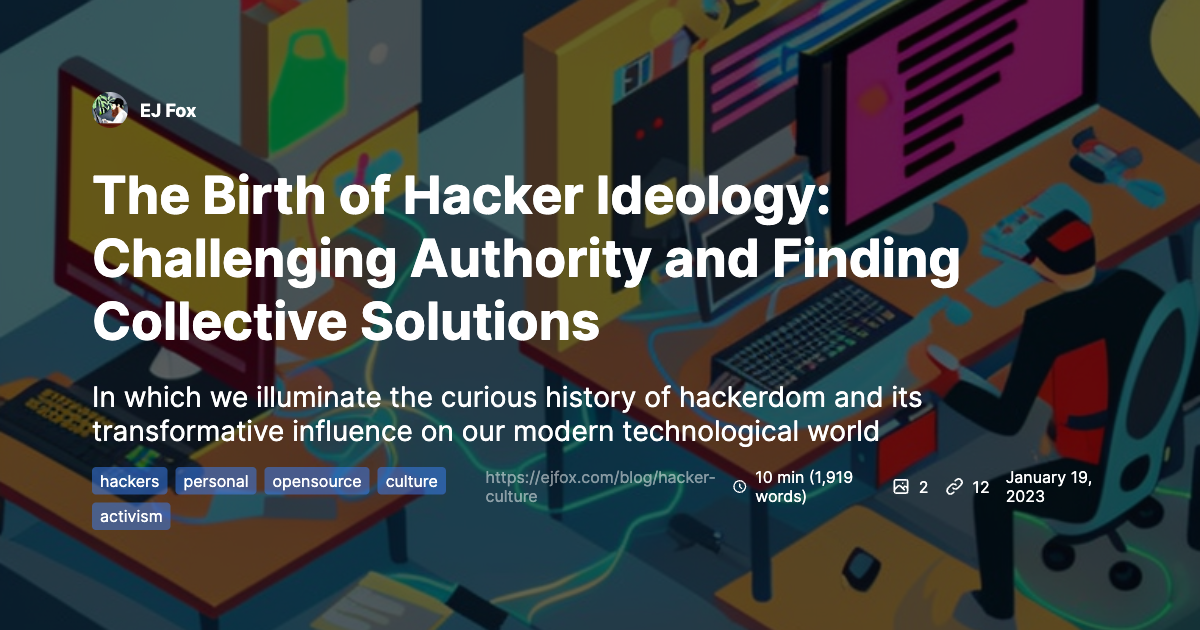 EJ Fox
The Birth of Hacker Ideology:
Challenging Authority and Finding
Collective Solutions
In which we illuminate the curious history of hackerdom and its
transformative influence on our modern technological world
hackers personal opensource culture
activism
https://ejfox.com/blog/hacker-
culture
10 min (1,919
words)
2
12
January 19,
2023